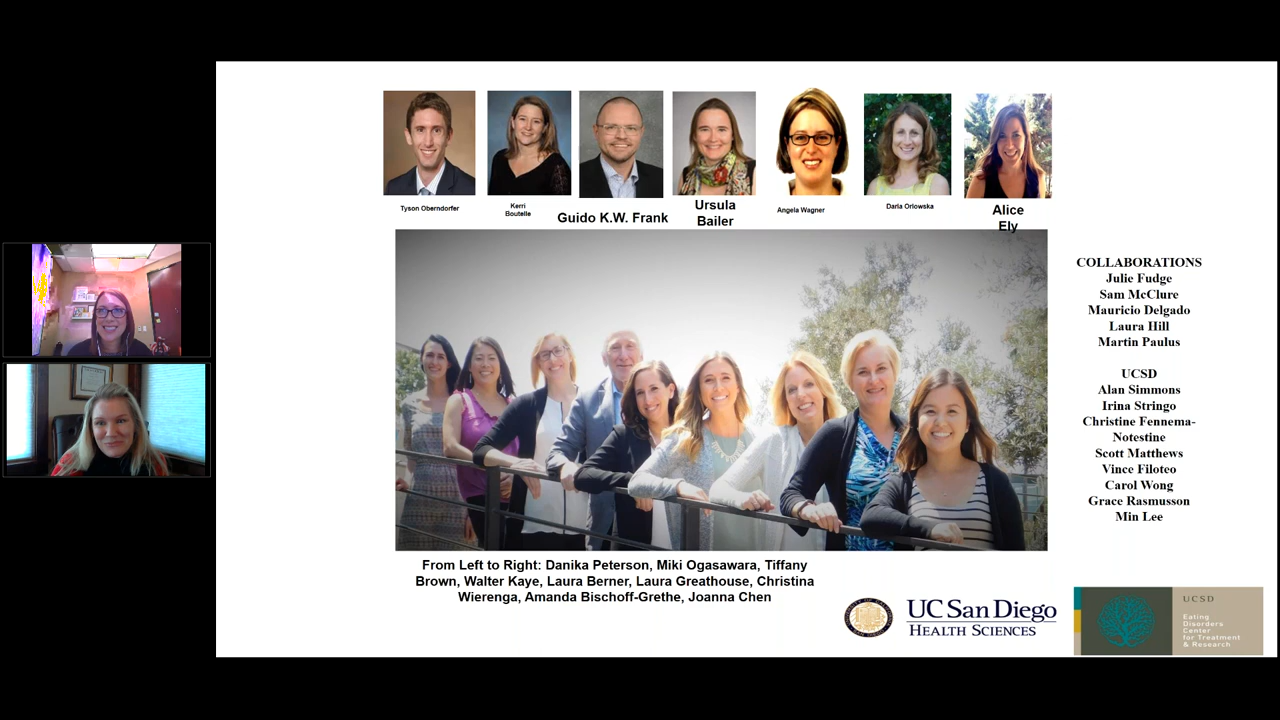 Tyson Oberndorfer
Kerri
Boutelle
Guido K.W. Frank
Ursula
Bailer
Angela Wagner
Darla Orlowska
Alice
Ely
COLLABORATIONS
Julie Fudge
Sam McClure
Mauricio Delgado
Laura Hill
Martin Paulus
UCSD
Alan Simmons
Irina Stringo
Christine Fennema-
Notestine
Scott Matthews
Vince Filoteo
Carol Wong
Grace Rasmusson
Min Lee
From Left to Right: Danika Peterson, Miki Ogasawara, Tiffany
Brown, Walter Kaye, Laura Berner, Laura Greathouse, Christina
Wierenga, Amanda Bischoff-Grethe, Joanna Chen
UC San Diego
HEALTH SCIENCES
UCSD
Eating
Disorders
Center
for Treatment
& Research